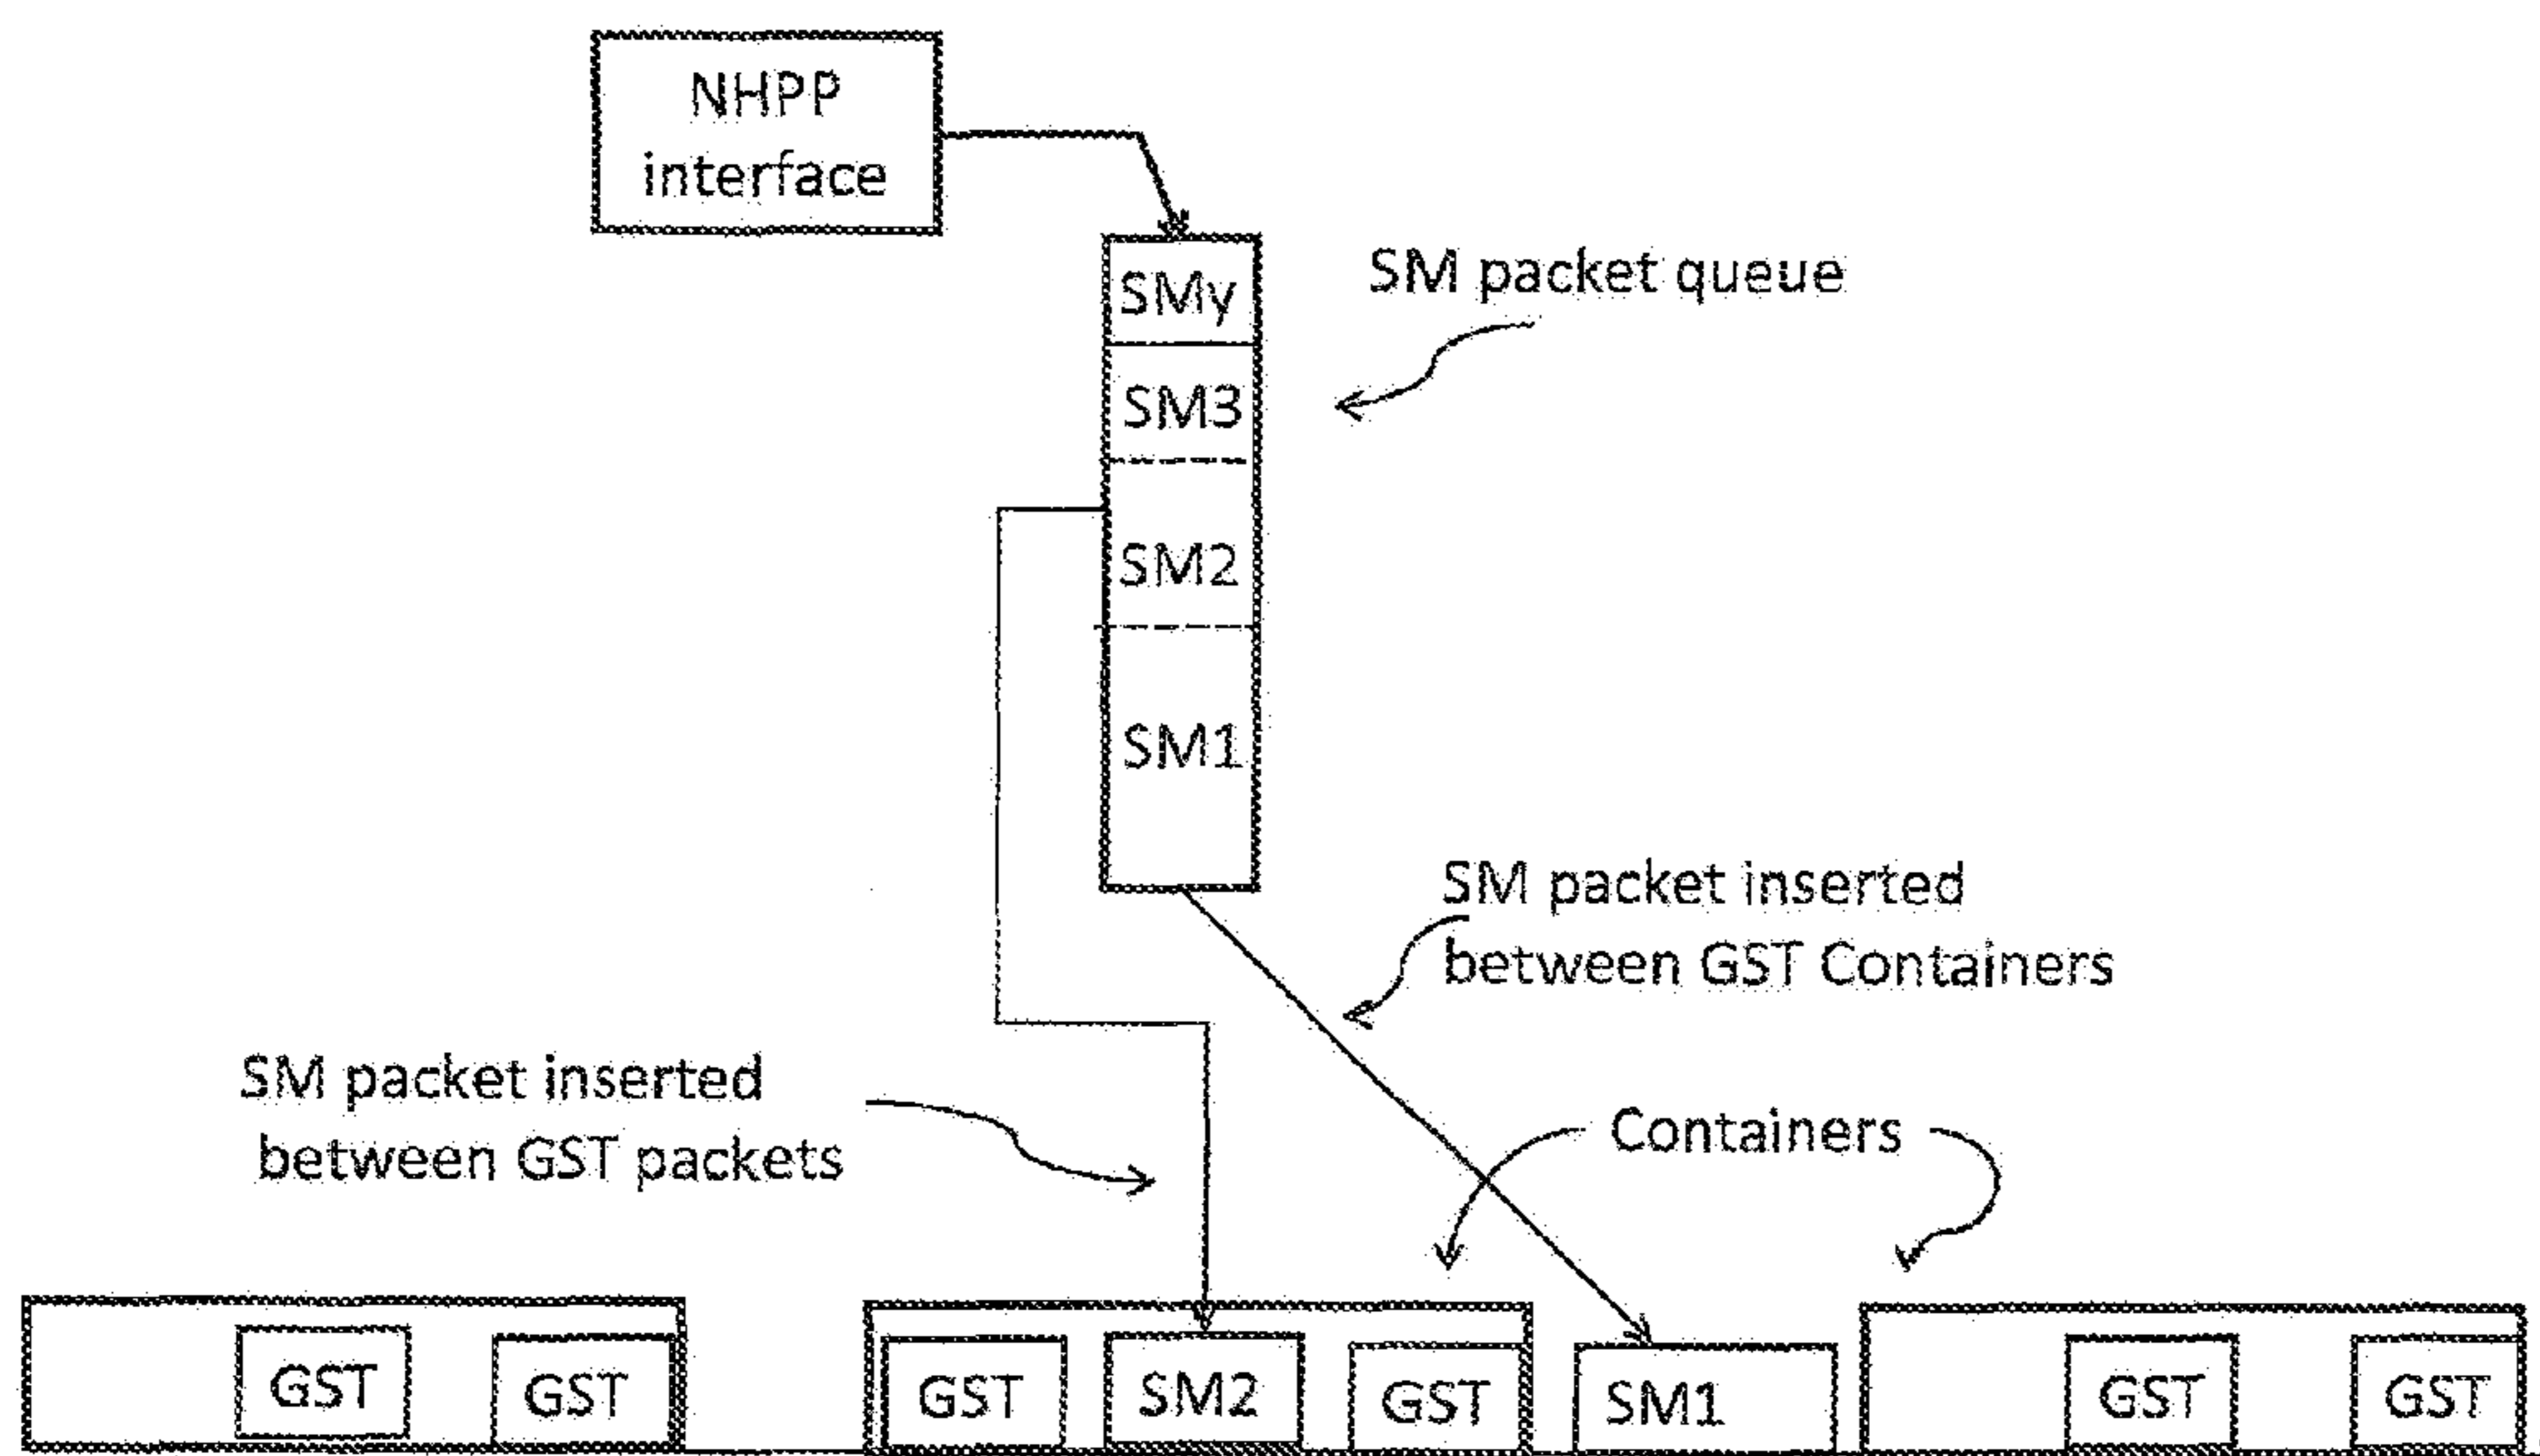 NHPP
interface
SMy
SM packet queue
SM3
SM2
SM1
SM packet inserted
between GST Containers
SM packet inserted
between GST packets
Containers
GST
GST
GST
SM2
GST
SM1
GST
GST